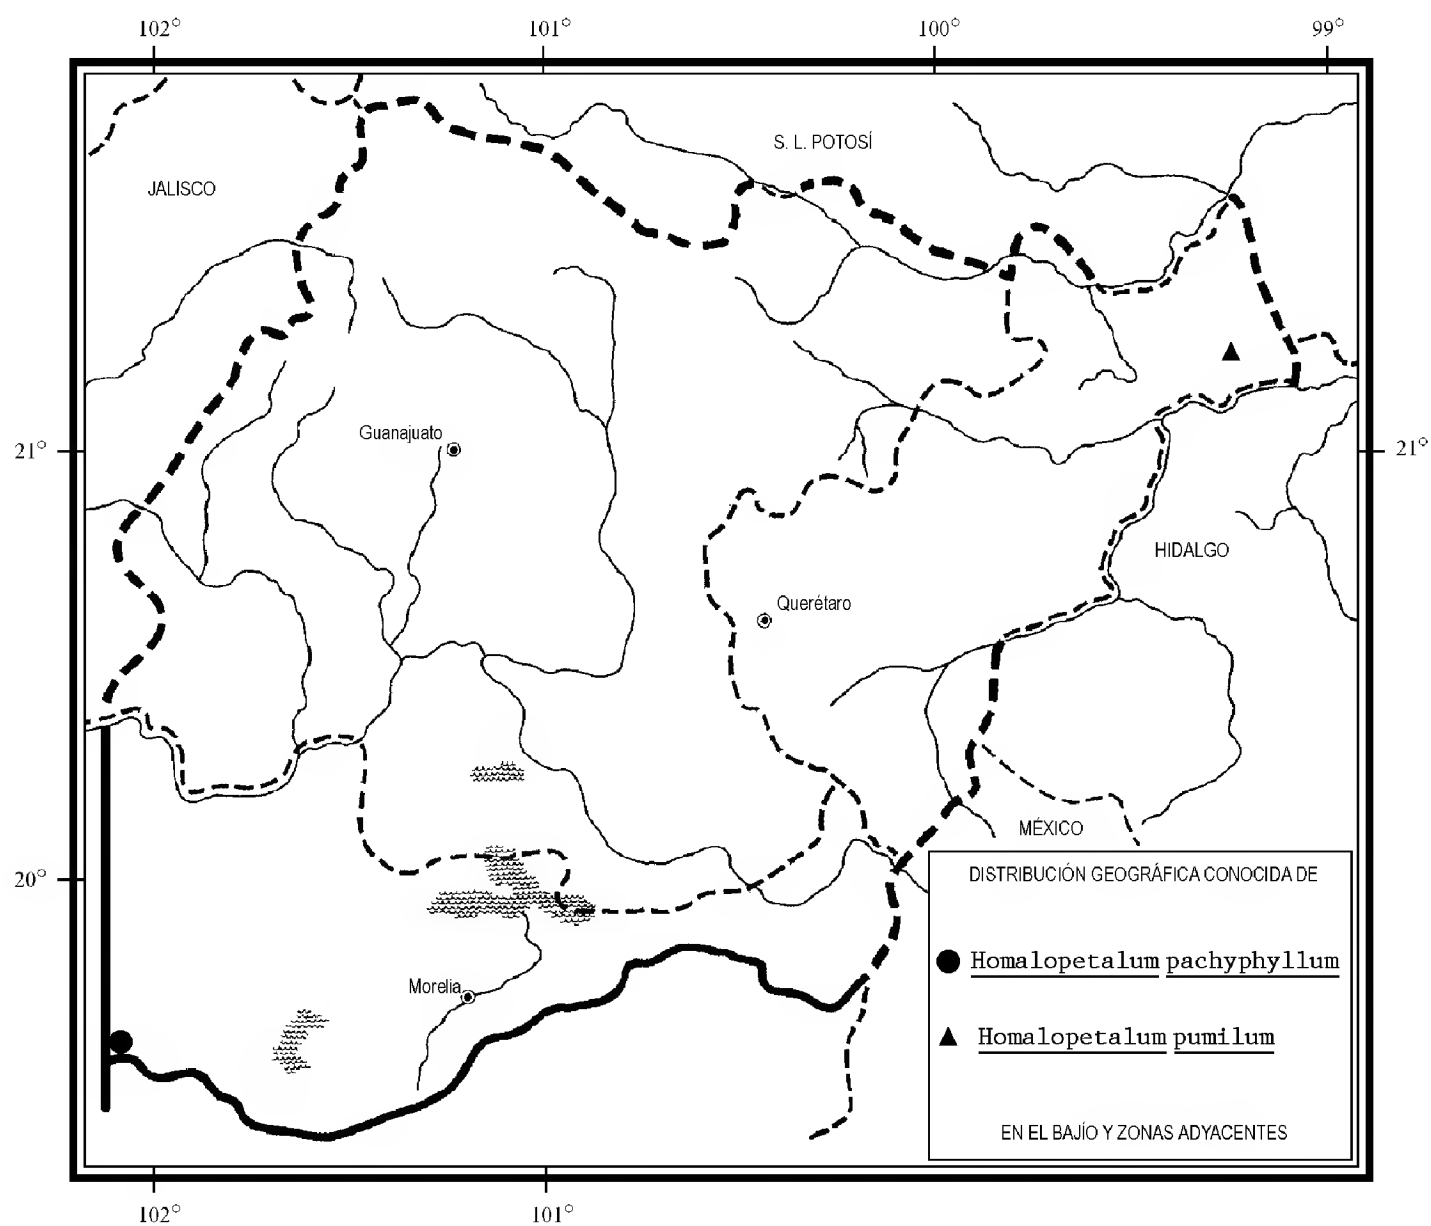 102° 101° 100° 99°
S. L. POTOSÍ
JALISCO
Guanajuato
21° 21°
HIDALGO
Querétaro
MÉXICO
20°
DISTRIBUCIÓN GEOGRÁFICA CONOCIDA DE
Homalopetalum pachyphyllum
Morelia
Homalopetalum pumilum
EN EL BAJÍO Y ZONAS ADYACENTES
102° 101°